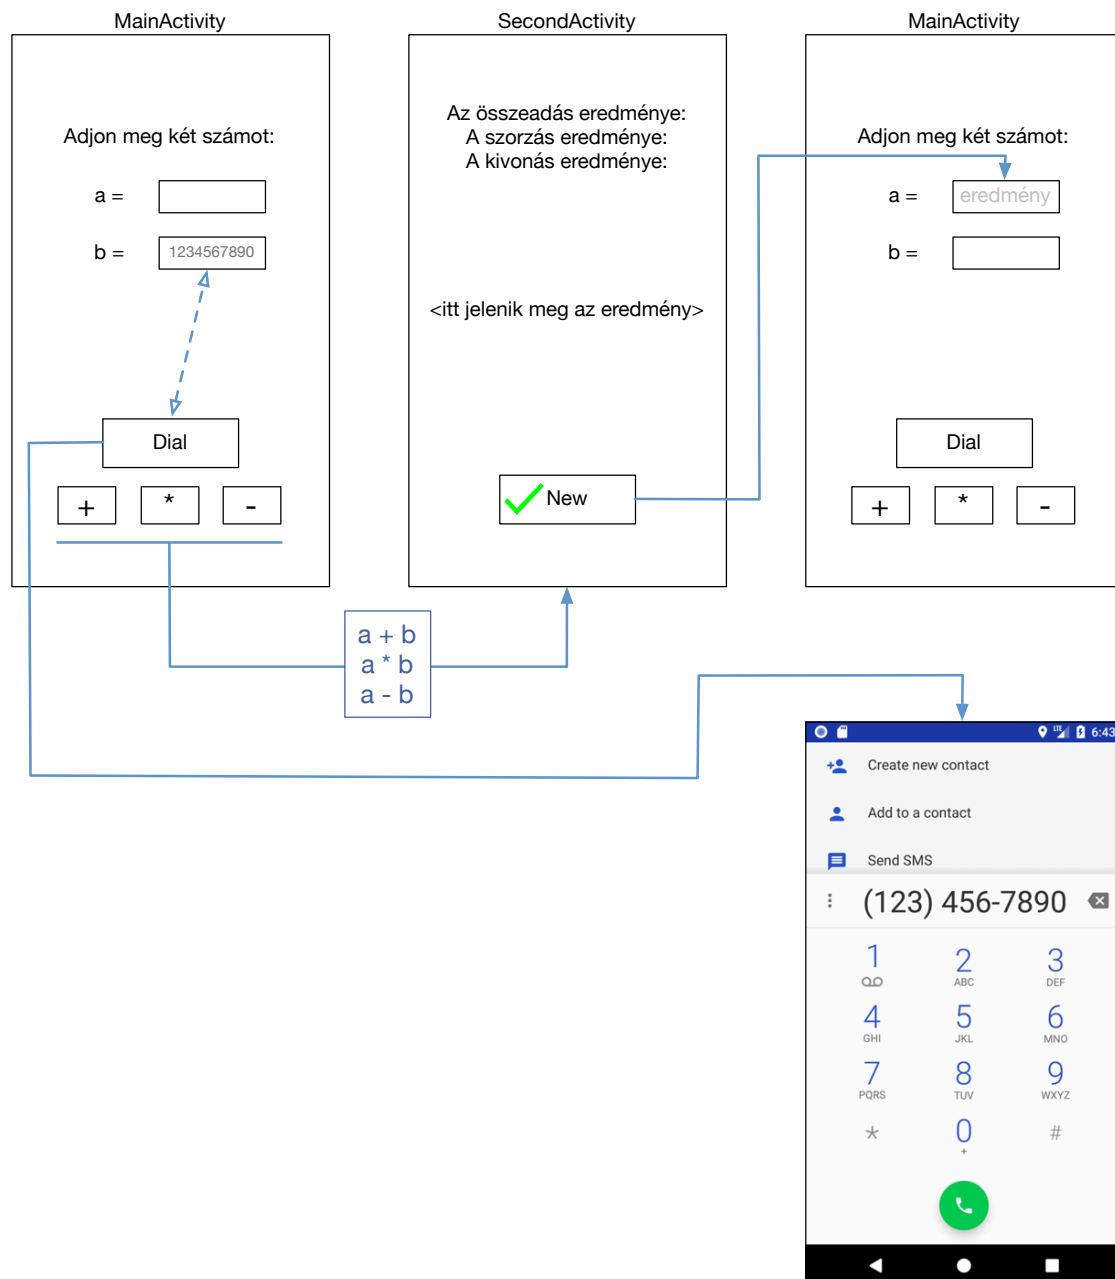 MainActivity
Adjon meg két számot:
a =
b =
1234567890
Dial
+ * -
SecondActivity
Az összeadás eredménye:
A szorzás eredménye:
A kivonás eredménye:
<itt jelenik meg az eredmény>
New
MainActivity
Adjon meg két számot:
a =
eredmény
b =
Dial
+ * -
a + b
a * b
a - b
LTE 6:43
Create new contact
Add to a contact
Send SMS
(123) 456-7890
1 2 3
ABC DEF
4 5 6
GHI JKL MNO
7 8 9
PQRS TUV WXYZ
* 0 #
+